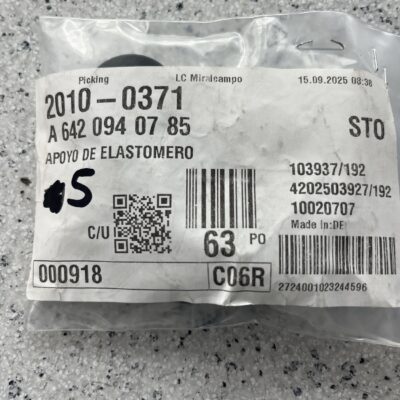 Picking LC Miralcampo 15.09.2025 08:38
2010-0371
A 642 094 07 85 STO
APOYO DE ELASTOMERO
103937/192
4202503927/192
10020707
Made in:DE
5
C/U
63 PO
000918 C06R
2724001023244596